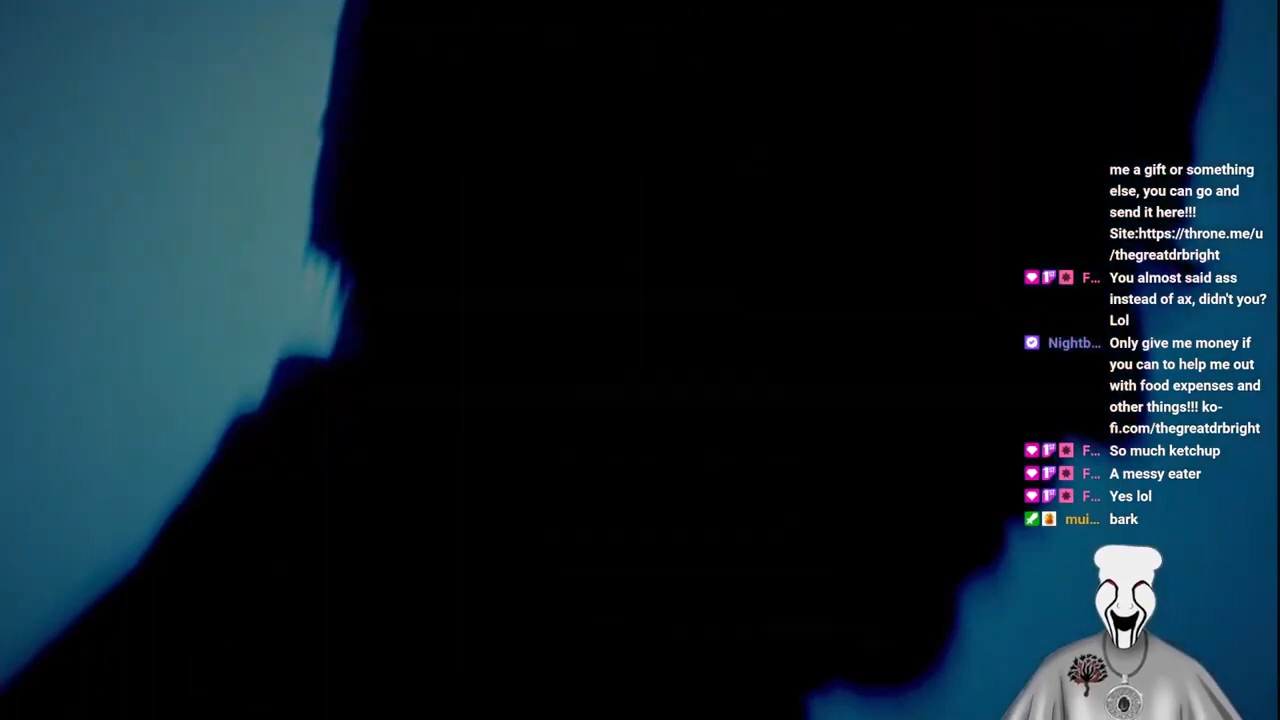 me a gift or something
else, you can go and
send it here!!!
Site:https://throne.me/u
/thegreatdrbright
F... You almost said ass
instead of ax, didn't you?
Lol
Nightb... Only give me money if
you can to help me out
with food expenses and
other things!!! ko-
fi.com/thegreatdrbright
F... So much ketchup
F... A messy eater
F... Yes lol
mui... bark